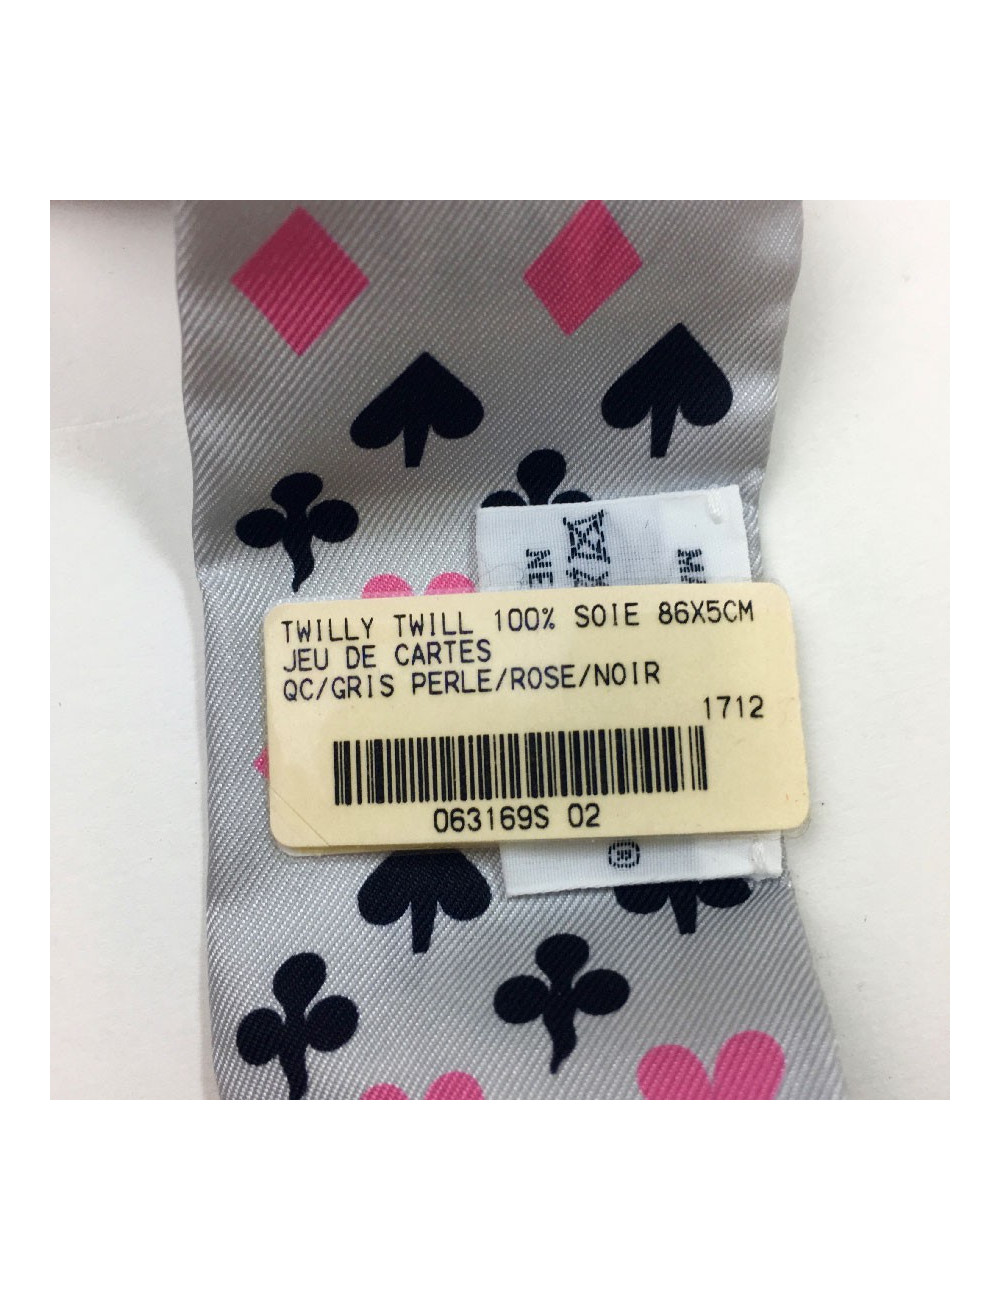 TWILLY TWILL 100% SOIE 86X5CM
JEU DE CARTES
QC/GRIS PERLE/ROSE/NOIR
1712
063169S 02